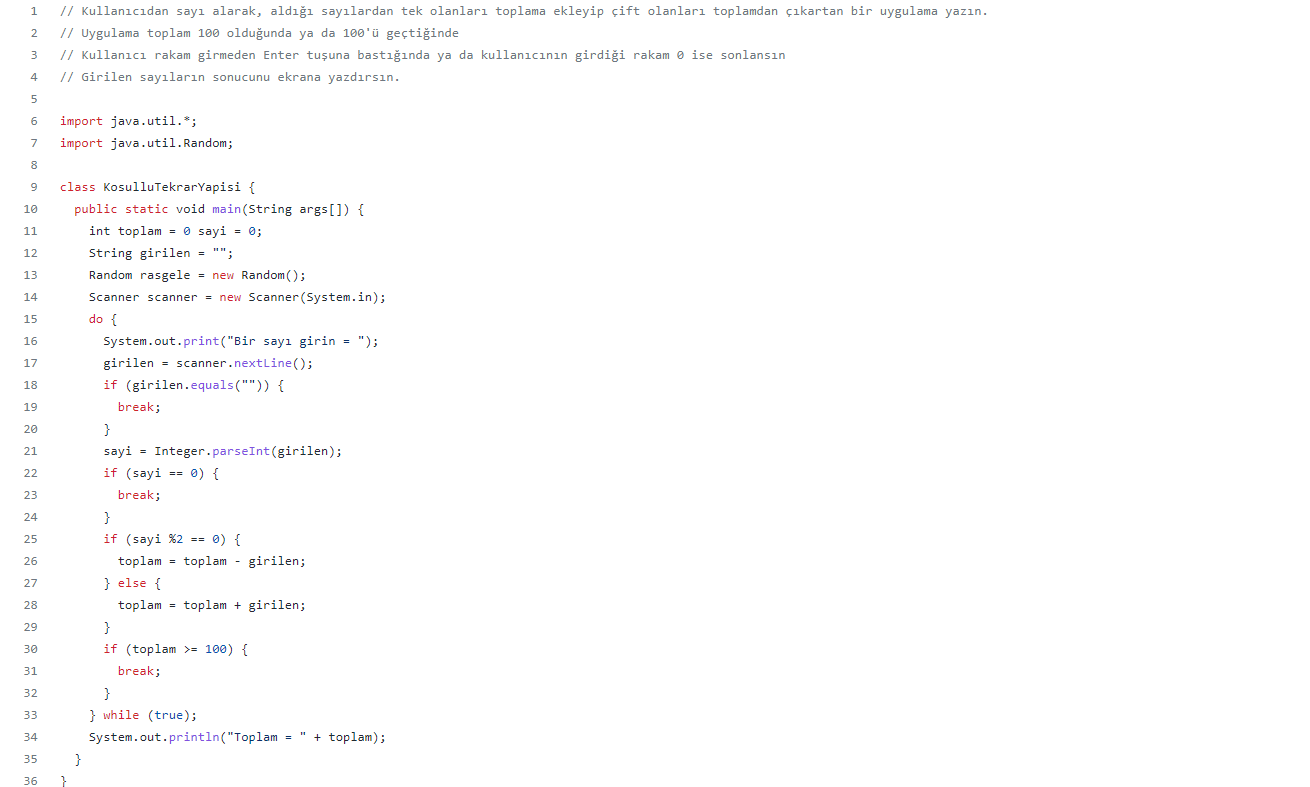 1 // Kullanıcıdan sayı alarak, aldığı sayılardan tek olanları toplama ekleyip çift olanları toplamdan çıkartan bir uygulama yazın.
2 // Uygulama toplam 100 olduğunda ya da 100'ü geçtiğinde
3 // Kullanıcı rakam girmeden Enter tuşuna bastığında ya da kullanıcının girdiği rakam 0 ise sonlansın
4 // Girilen sayıların sonucunu ekrana yazdırsın.
5
6 import java.util.*;
7 import java.util.Random;
8
9 class KosulluTekrarYapisi {
10 public static void main(String args[]) {
11 int toplam = 0 sayi = 0;
12 String girilen = "";
13 Random rasgele = new Random();
14 Scanner scanner = new Scanner(System.in);
15 do {
16 System.out.print("Bir sayı girin = ");
17 girilen = scanner.nextLine();
18 if (girilen.equals("")) {
19 break;
20 }
21 sayi = Integer.parseInt(girilen);
22 if (sayi == 0) {
23 break;
24 }
25 if (sayi %2 == 0) {
26 toplam = toplam - girilen;
27 } else {
28 toplam = toplam + girilen;
29 }
30 if (toplam >= 100) {
31 break;
32 }
33 } while (true);
34 System.out.println("Toplam = " + toplam);
35 }
36 }